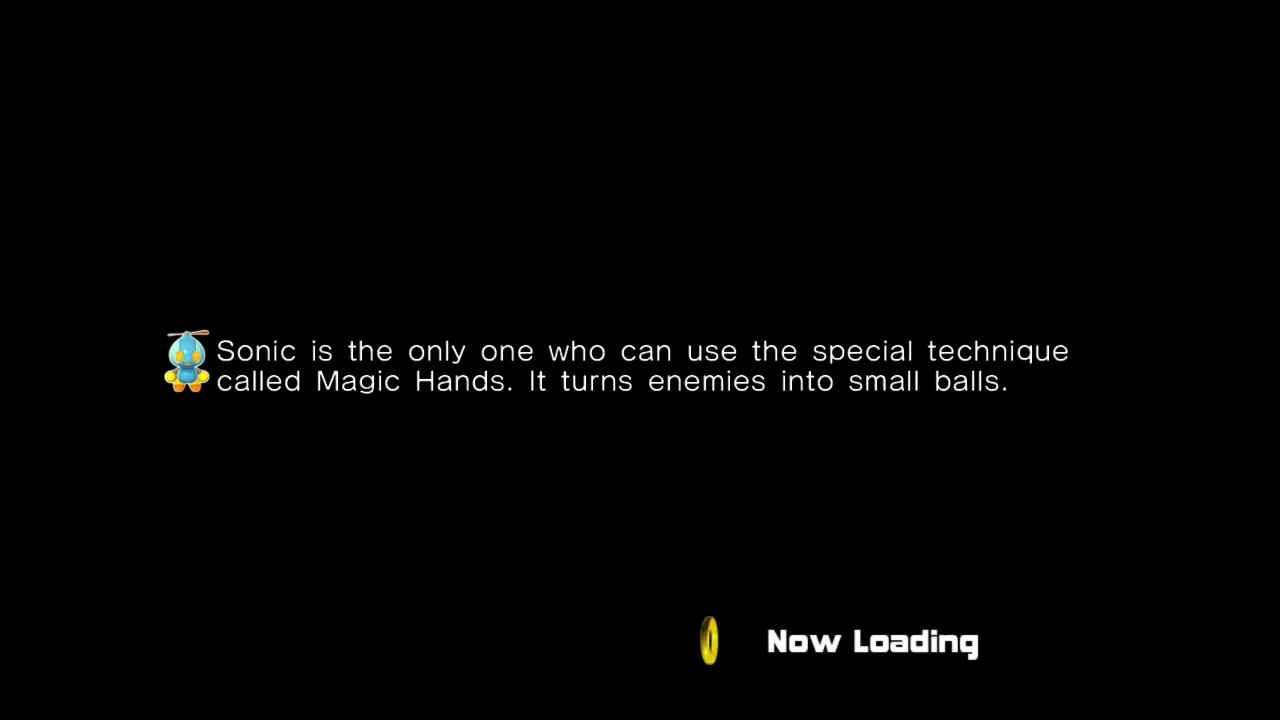 Sonic is the only one who can use the special technique
called Magic Hands. It turns enemies into small balls.
Now Loading